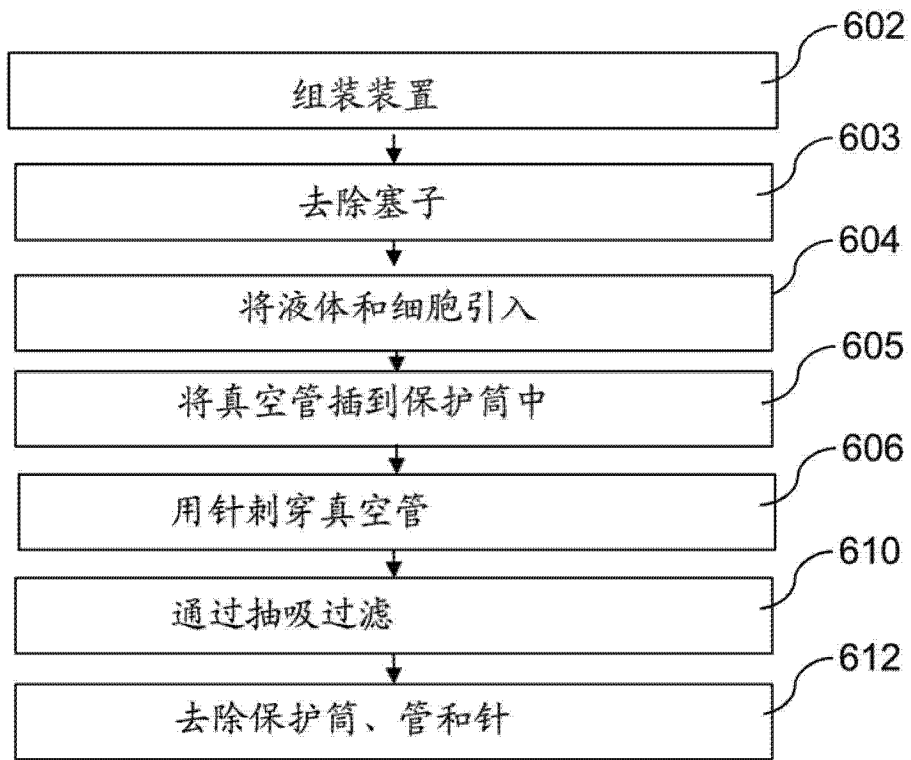 602
组装装置
603
去除塞子
604
将液体和细胞引入
605
将真空管插到保护筒中
606
用针刺穿真空管
610
通过抽吸过滤
612
去除保护筒、管和针